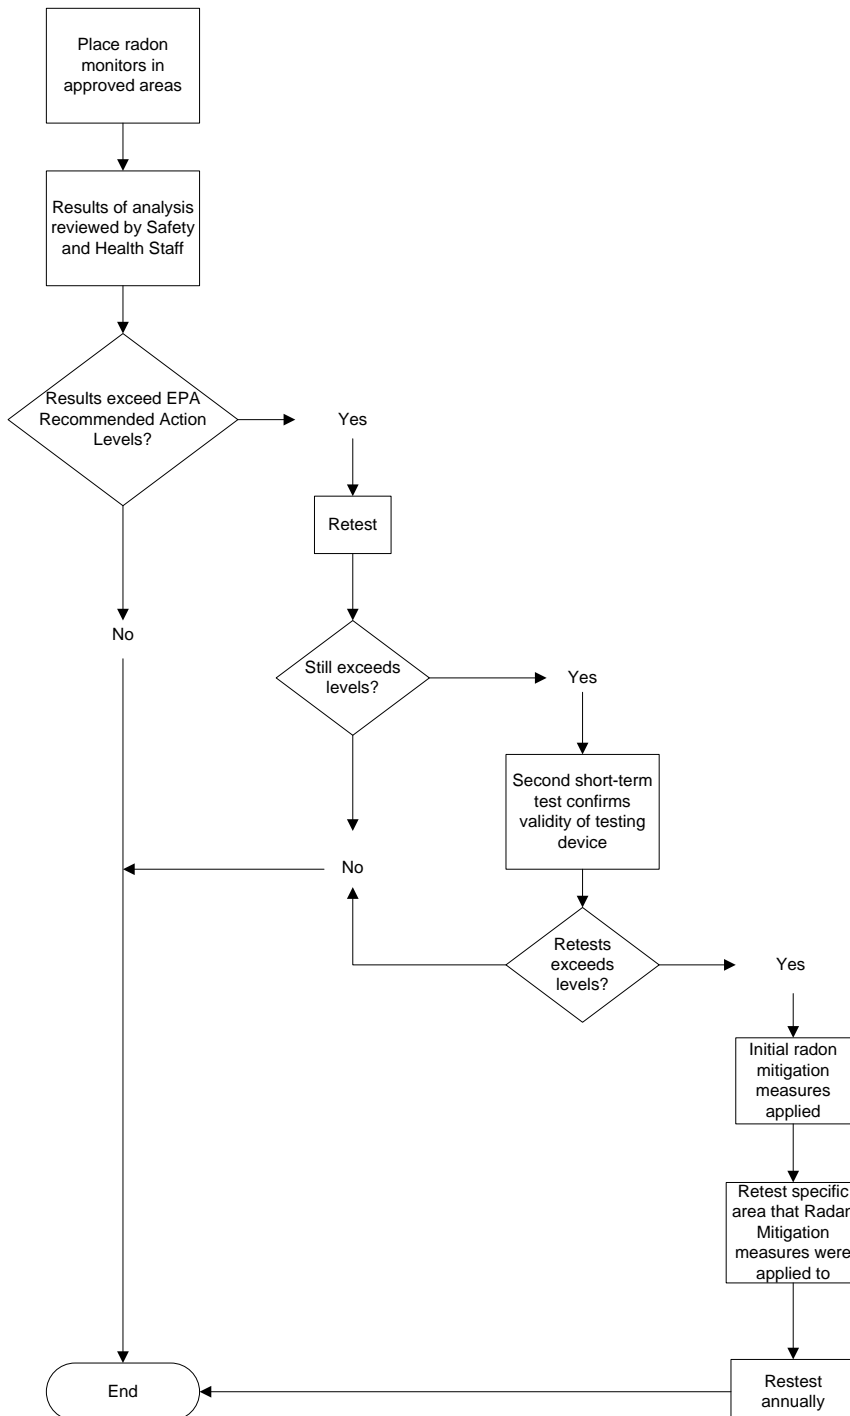 Place radon
monitors in
approved areas
Results of analysis
reviewed by Safety
and Health Staff
Results exceed EPA
Recommended Action
Levels?
Yes
No
Retest
Still exceeds
levels?
Yes
No
Second short-term
test confirms
validity of testing
device
Retests
exceeds
levels?
Yes
Initial radon
mitigation
measures
applied
Retest specific
area that Radan
Mitigation
measures were
applied to
Restest
annually
End